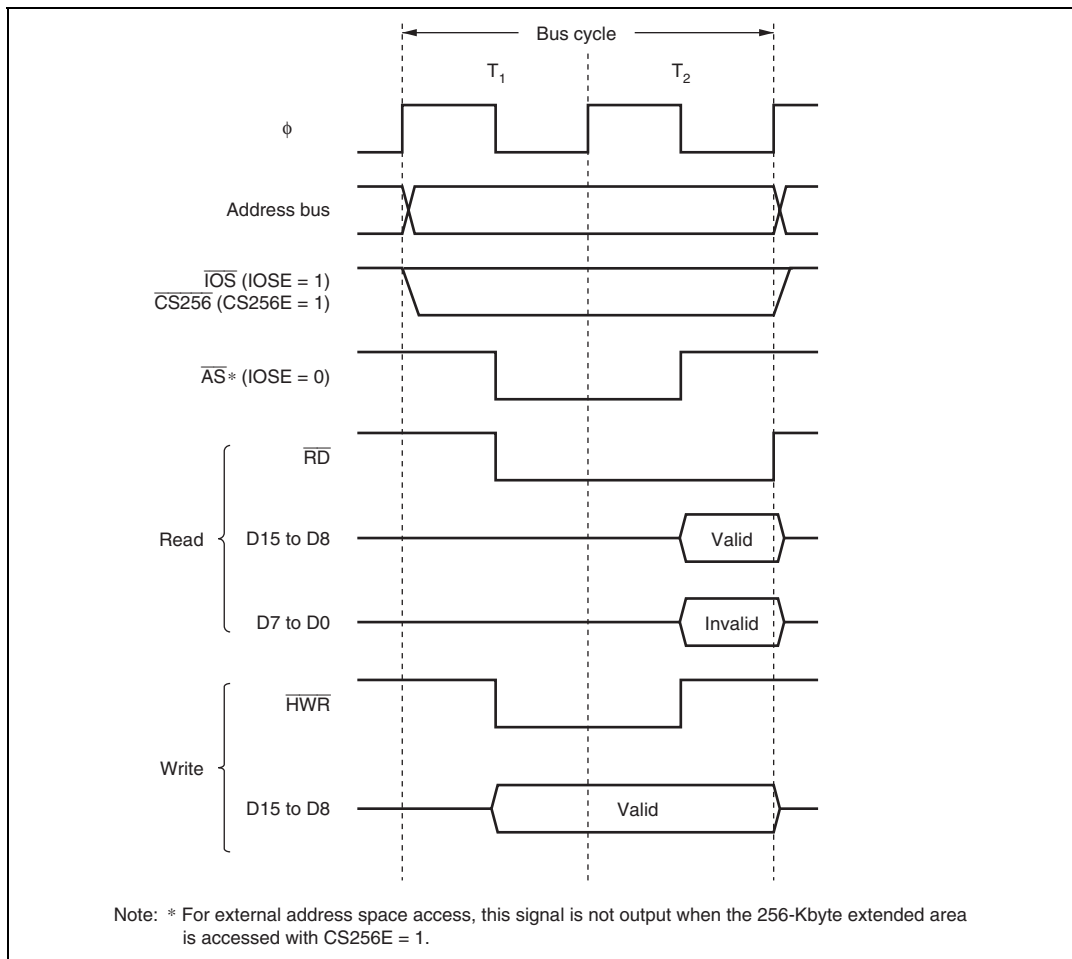 Bus cycle
T1 T2
φ
Address bus
IOS (IOSE = 1)
CS256 (CS256E = 1)
AS* (IOSE = 0)
RD
Read
D15 to D8 Valid
D7 to D0 Invalid
HWR
Write
D15 to D8 Valid
Note: * For external address space access, this signal is not output when the 256-Kbyte extended area
is accessed with CS256E = 1.